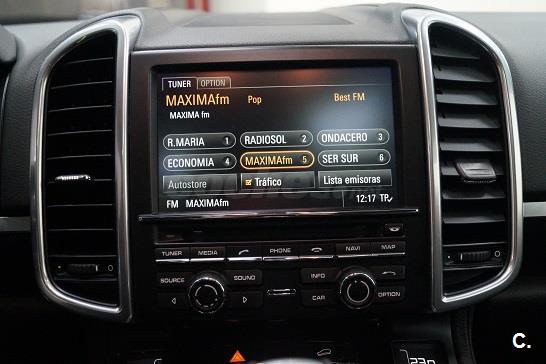 TUNER OPTION
MAXIMAfm Pop Best FM
MAXIMA fm
R.MARIA 1 RADIOSOL 2 ONDACERO 3
ECONOMIA 4 MAXIMAfm 5 SER SUR 6
Autostore Tráfico Lista emisoras
FM MAXIMAfm 12:17 TP
TUNER MEDIA PHONE NAVI MAP
SOURCE SOUND INFO
CAR OPTION
C.